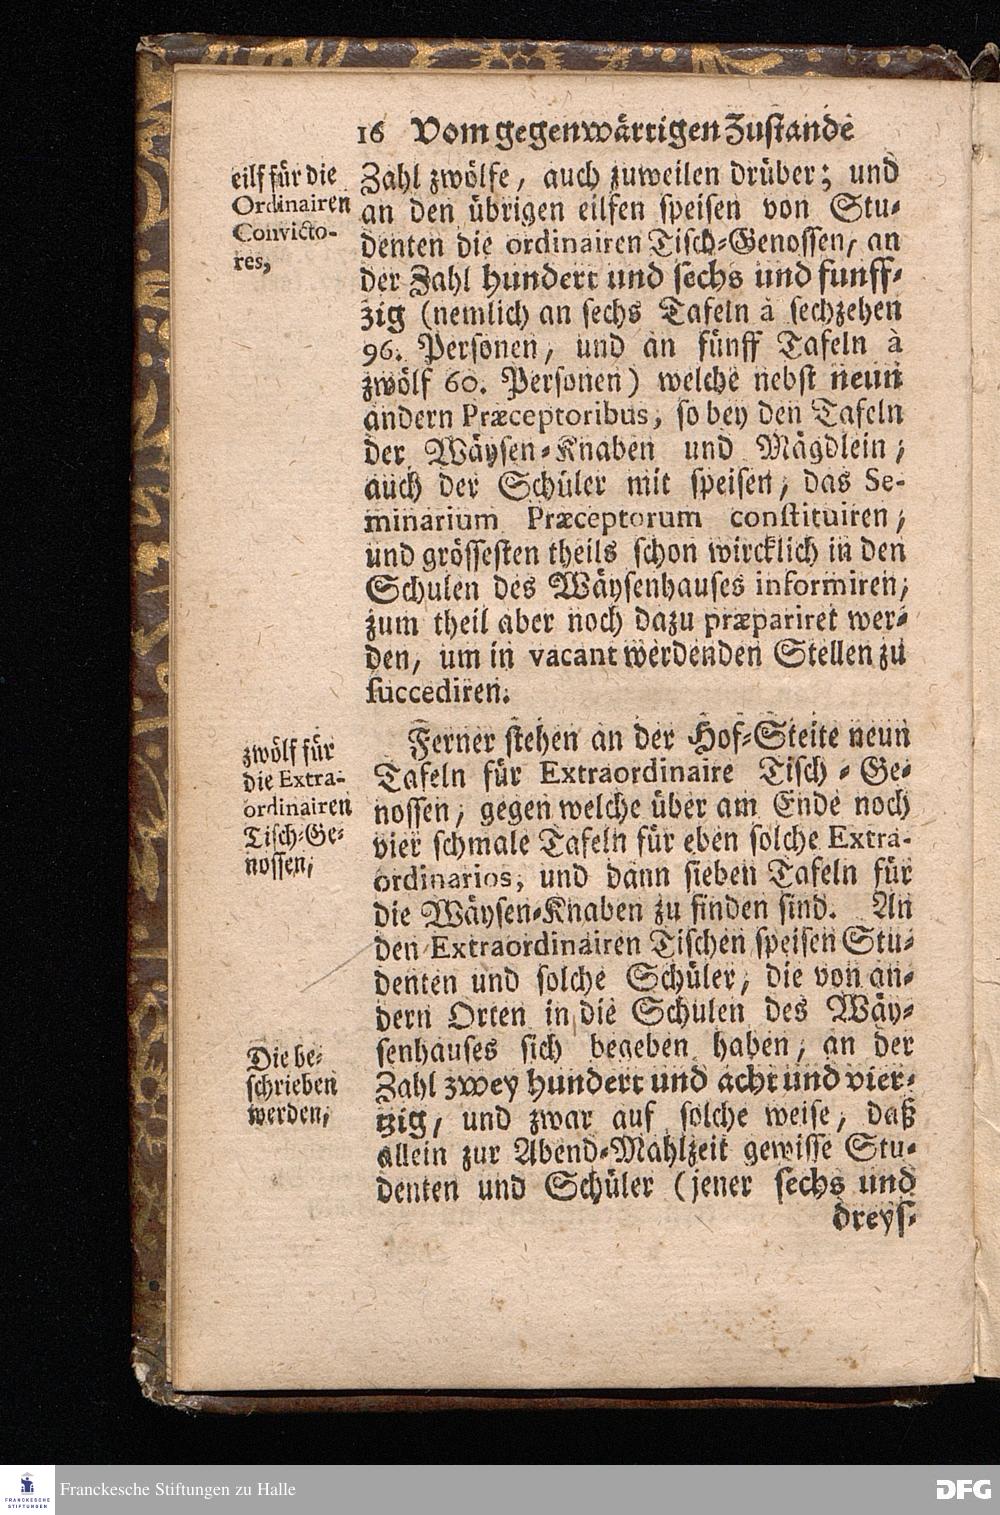 16 Vom gegenwärtigen Zustande
eilf für die
Ordinairen
Convicto-
res,
Zahl zwölfe, auch zuweilen drüber; und
an den übrigen eilfen speisen von Stu-
denten die ordinairen Tisch-Genossen, an
der Zahl hundert und sechs und funff-
zig (nemlich an sechs Tafeln à sechzehen
96. Personen, und an fünff Tafeln à
zwölf 60. Personen) welche nebst neun
andern Præceptoribus, so bey den Tafeln
der Wäysen-Knaben und Mägdlein,
auch der Schüler mit speisen, das Se-
minarium Præceptorum constituiren,
und grössesten theils schon wircklich in den
Schulen des Wäysenhauses informiren,
zum theil aber noch dazu præpariret wer-
den, um in vacant werdenden Stellen zu
succediren.
zwölf für
die Extra-
ordinairen
Tisch-Ge-
nossen,
Ferner stehen an der Hof-Steite neun
Tafeln für Extraordinaire Tisch-Ge-
nossen, gegen welche über am Ende noch
vier schmale Tafeln für eben solche Extra-
ordinarios, und dann sieben Tafeln für
die Wäysen-Knaben zu finden sind. An
den Extraordinairen Tischen speisen Stu-
denten und solche Schüler, die von an-
dern Orten in die Schulen des Wäy-
Die be-
schrieben
werden,
senhauses sich begeben haben, an der
Zahl zwey hundert und acht und vier-
tzig, und zwar auf solche weise, daß
allein zur Abend-Mahlzeit gewisse Stu-
denten und Schüler (jener sechs und
dreys-
FRANCKESCHE
STIFTUNGEN
Franckesche Stiftungen zu Halle
DFG